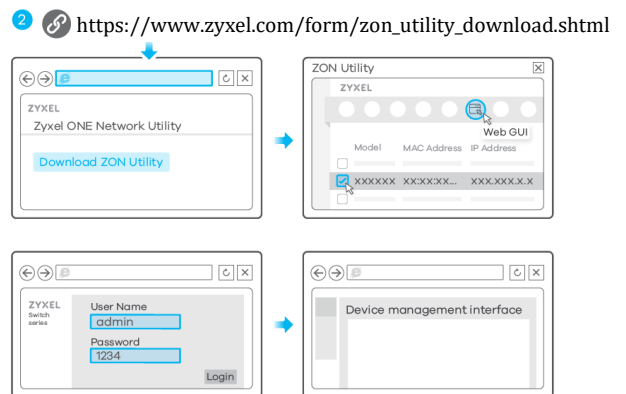 2 https://www.zyxel.com/form/zon_utility_download.shtml
ZYXEL
Zyxel ONE Network Utility
Download ZON Utility
ZON Utility
ZYXEL
Web GUI
Model MAC Address IP Address
XXXXXX XX:XX:XX... XXX.XXX.X.X
ZYXEL
Switch
series
User Name
admin
Password
1234
Login
Device management interface